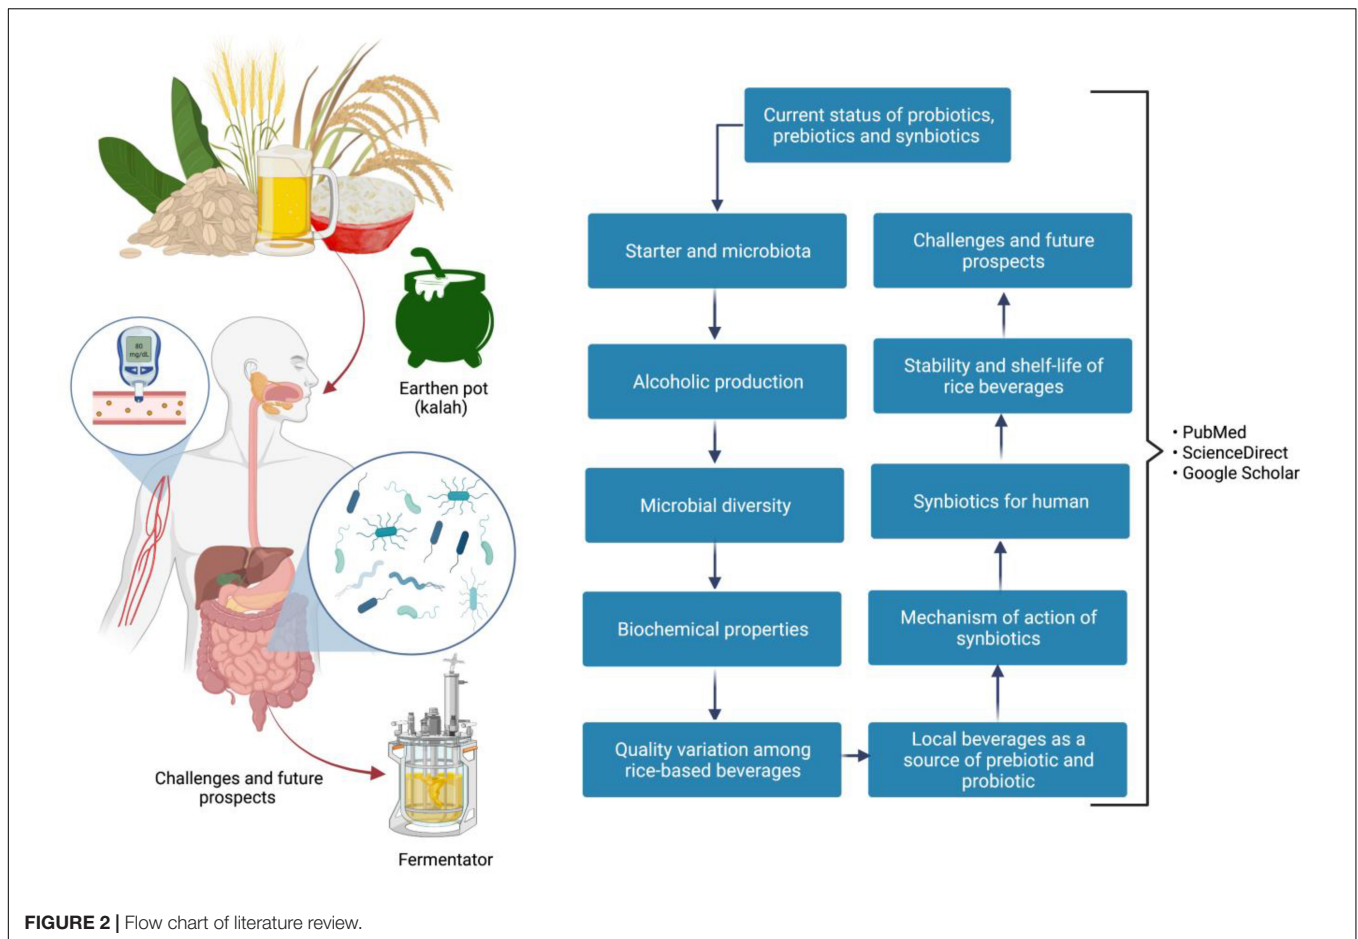 80
mg/dL
Earthen pot
(kalah)
Challenges and future
prospects
Fermentator
Current status of probiotics,
prebiotics and synbiotics
Starter and microbiota
Alcoholic production
Microbial diversity
Biochemical properties
Quality variation among
rice-based beverages
Local beverages as a
source of prebiotic and
probiotic
Mechanism of action of
synbiotics
Synbiotics for human
Stability and shelf-life of
rice beverages
Challenges and future
prospects
• PubMed
• ScienceDirect
• Google Scholar
FIGURE 2 | Flow chart of literature review.